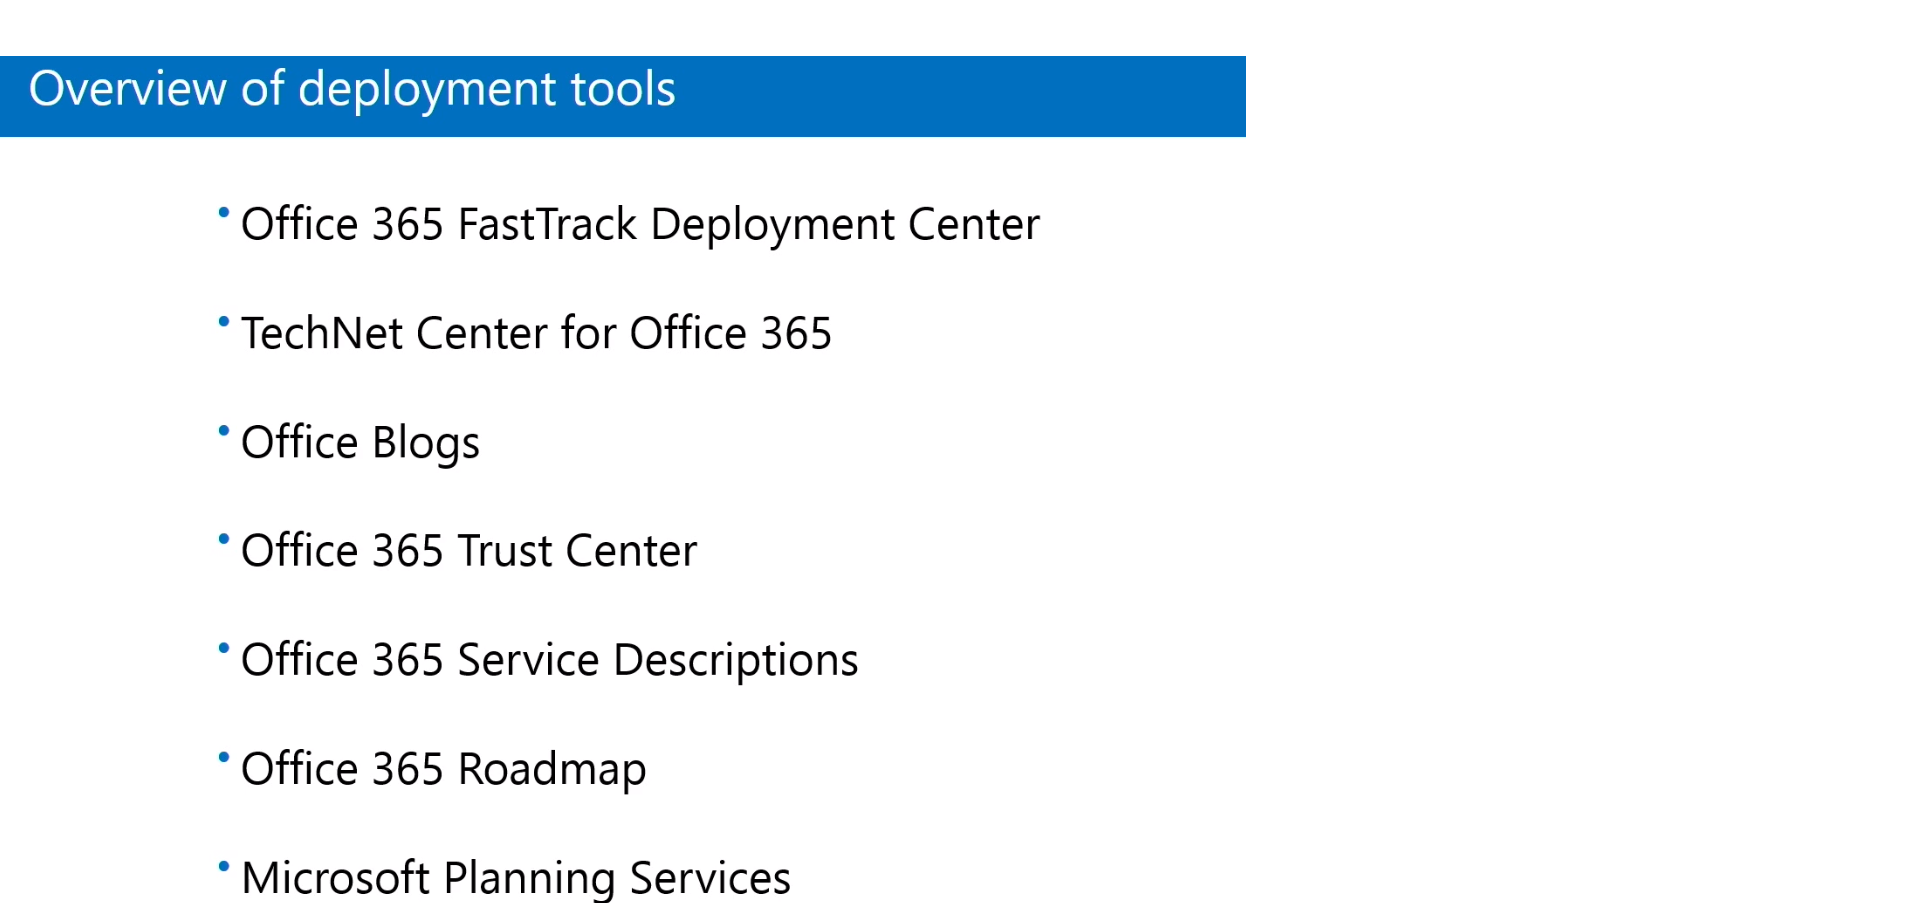 Overview of deployment tools
• Office 365 FastTrack Deployment Center
• TechNet Center for Office 365
• Office Blogs
• Office 365 Trust Center
• Office 365 Service Descriptions
• Office 365 Roadmap
• Microsoft Planning Services